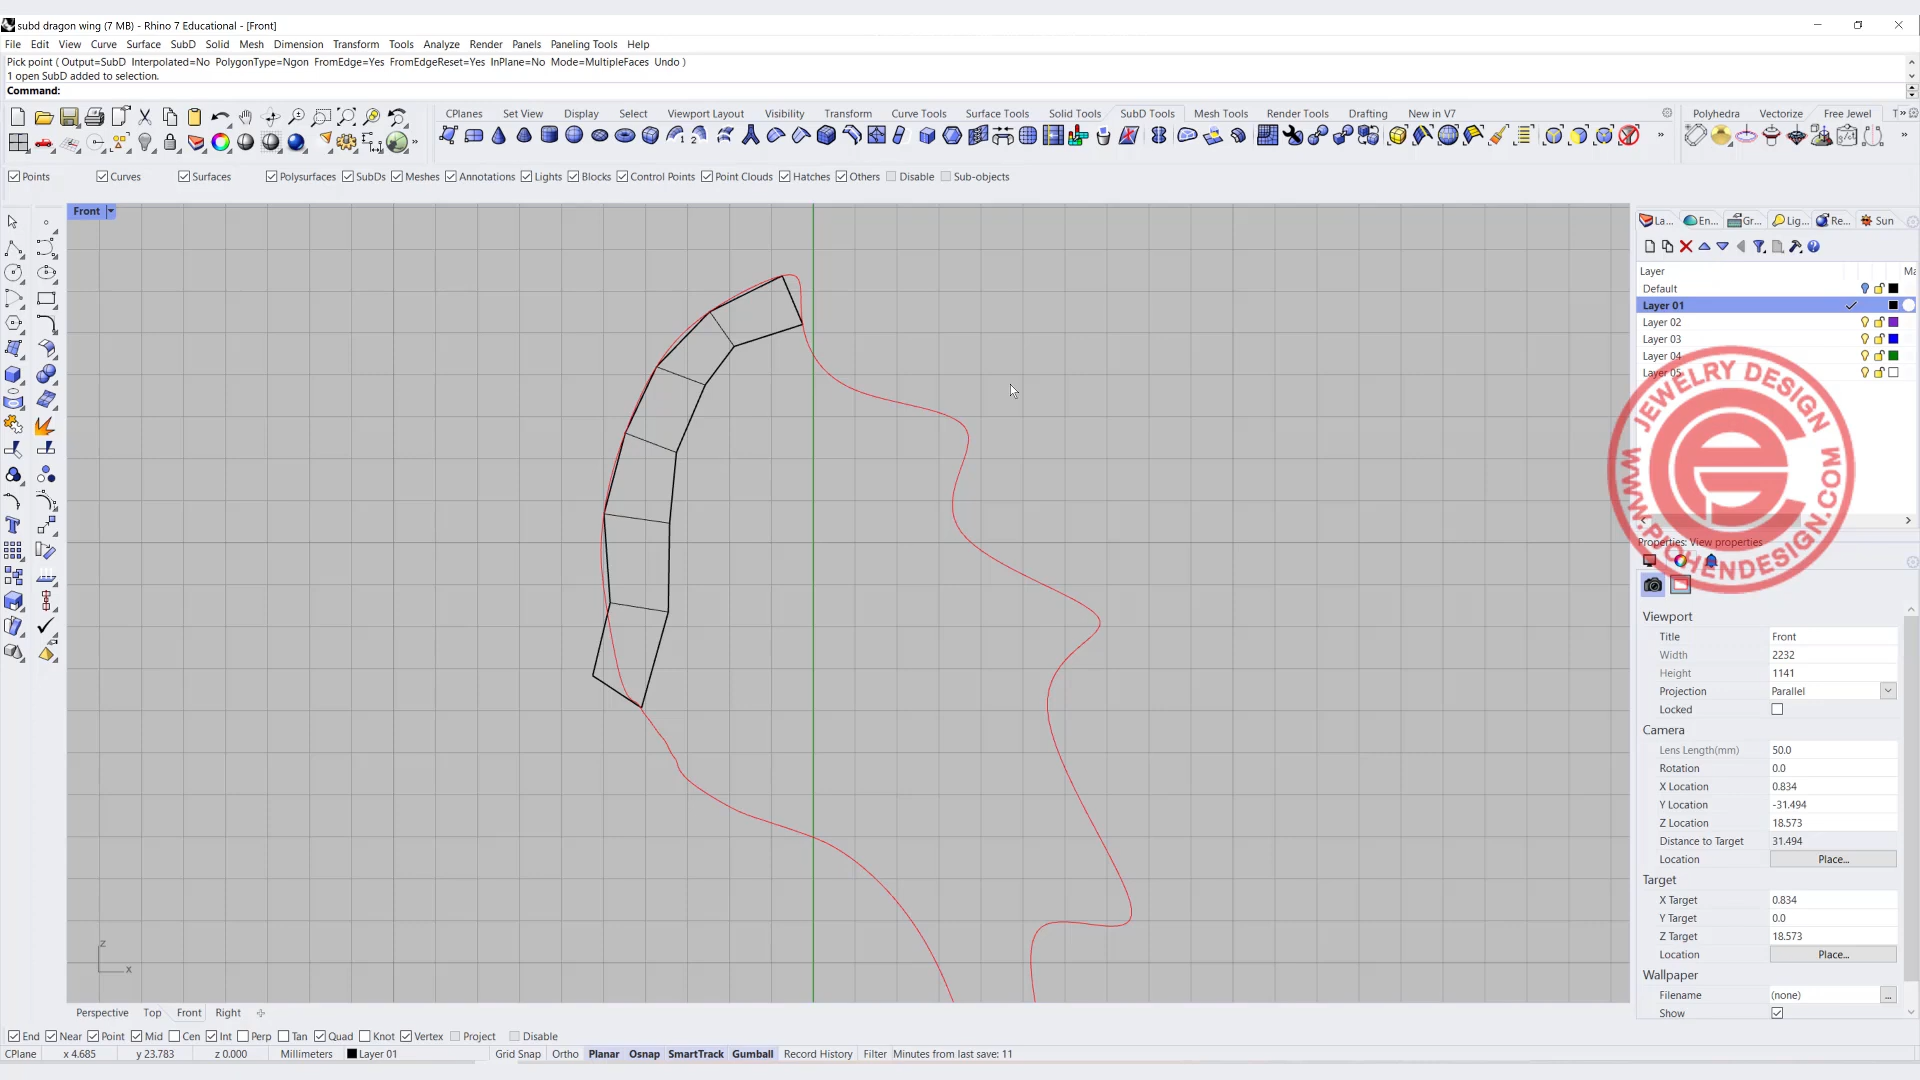 subd dragon wing (7 MB) - Rhino 7 Educational - [Front]
File Edit View Curve Surface SubD Solid Mesh Dimension Transform Tools Analyze Render Panels Paneling Tools Help
Pick point ( Output=SubD Interpolated=No PolygonType=Ngon FromEdge=Yes FromEdgeReset=Yes InPlane=No Mode=MultipleFaces Undo )
1 open SubD added to selection.
Command:
CPlanes Set View Display Select Viewport Layout Visibility Transform Curve Tools Surface Tools Solid Tools SubD Tools Mesh Tools Render Tools Drafting New in V7 Polyhedra Vectorize Free Jewel
Points Curves Surfaces Polysurfaces SubDs Meshes Annotations Lights Blocks Control Points Point Clouds Hatches Others Disable Sub-objects
Front
La... En... Gr... Lig... Re... Sun
Layer Ma
Default
Layer 01
Layer 02
Layer 03
Layer 04
Layer 05
JEWELRY DESIGN
WWW.PJCHENDESIGN.COM
Properties: View properties
Viewport
Title Front
Width 2232
Height 1141
Projection Parallel
Locked
Camera
Lens Length(mm) 50.0
Rotation 0.0
X Location 0.834
Y Location -31.494
Z Location 18.573
Distance to Target 31.494
Location Place...
Target
X Target 0.834
Y Target 0.0
Z Target 18.573
Location Place...
Wallpaper
Filename (none) ...
Show
z
x
Perspective Top Front Right
End Near Point Mid Cen Int Perp Tan Quad Knot Vertex Project Disable
CPlane x 4.685 y 23.783 z 0.000 Millimeters Layer 01 Grid Snap Ortho Planar Osnap SmartTrack Gumball Record History Filter Minutes from last save: 11